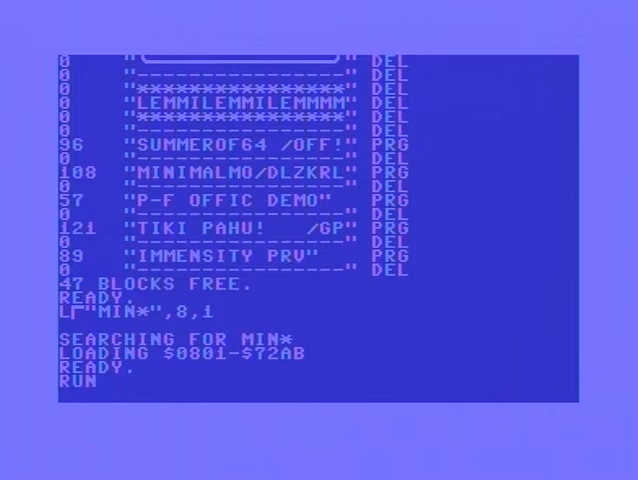 0 " " DEL
0 "----------------" DEL
0 "****************" DEL
0 "LEMMILEMMILEMMMM" DEL
0 "****************" DEL
0 "----------------" DEL
96 "SUMMEROF64 /OFF!" PRG
0 "----------------" DEL
108 "MINIMALMO/DLZKRL" PRG
0 "----------------" DEL
57 "P-F OFFIC DEMO" PRG
0 "----------------" DEL
121 "TIKI PAHU! /GP" PRG
0 "----------------" DEL
89 "IMMENSITY PRV" PRG
0 "----------------" DEL
47 BLOCKS FREE.
READY.
L┌"MIN*",8,1
SEARCHING FOR MIN*
LOADING $0801-$72AB
READY.
RUN